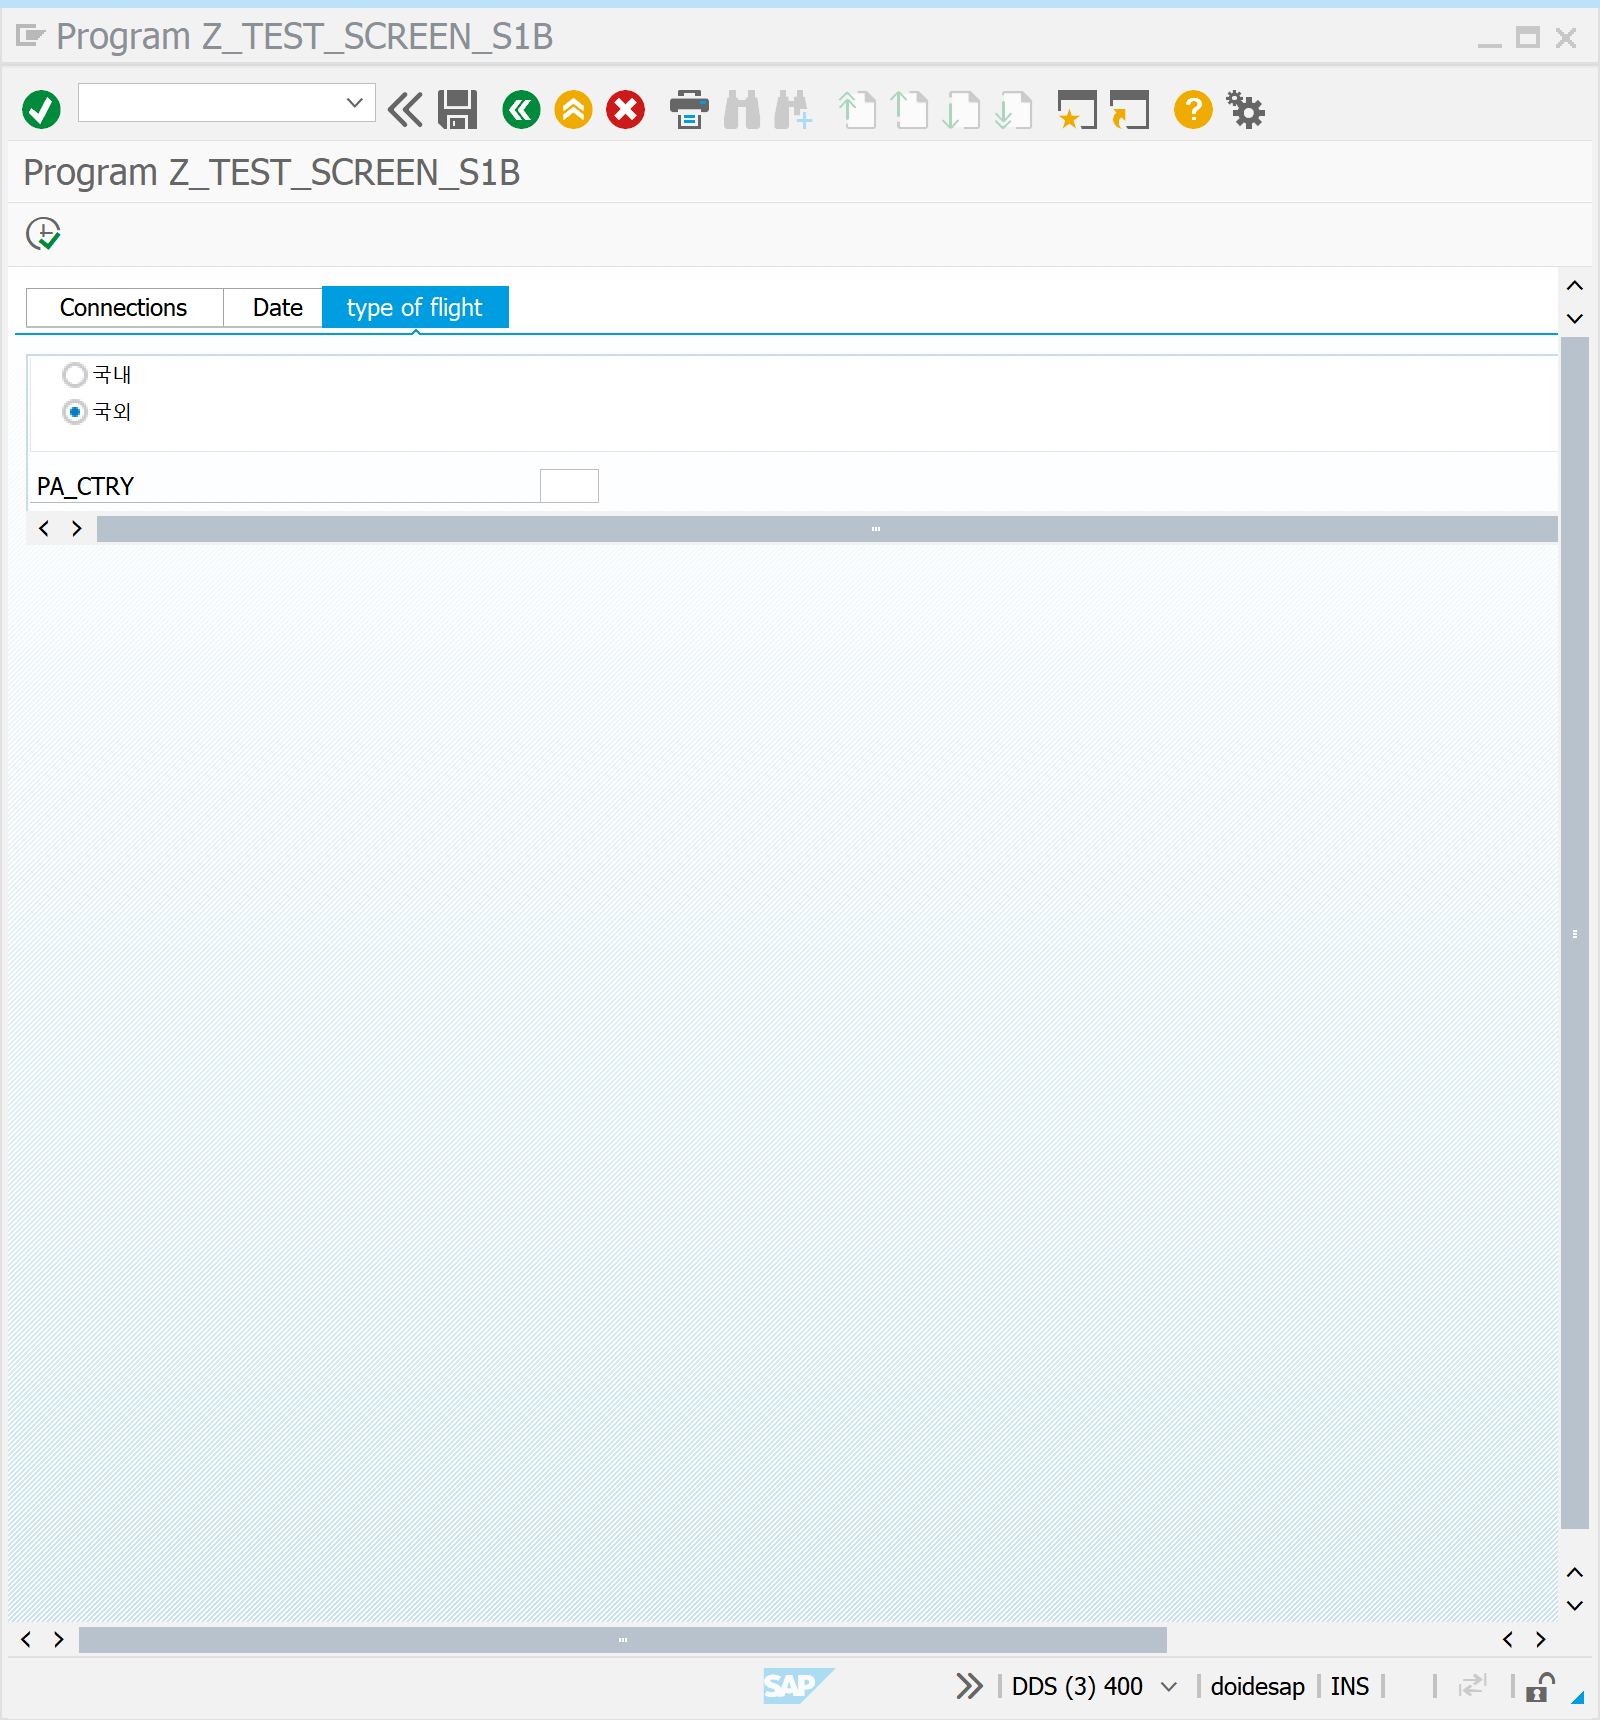 Program Z_TEST_SCREEN_S1B
Program Z_TEST_SCREEN_S1B
Connections Date type of flight
국내
국외
PA_CTRY
SAP DDS (3) 400 doidesap INS